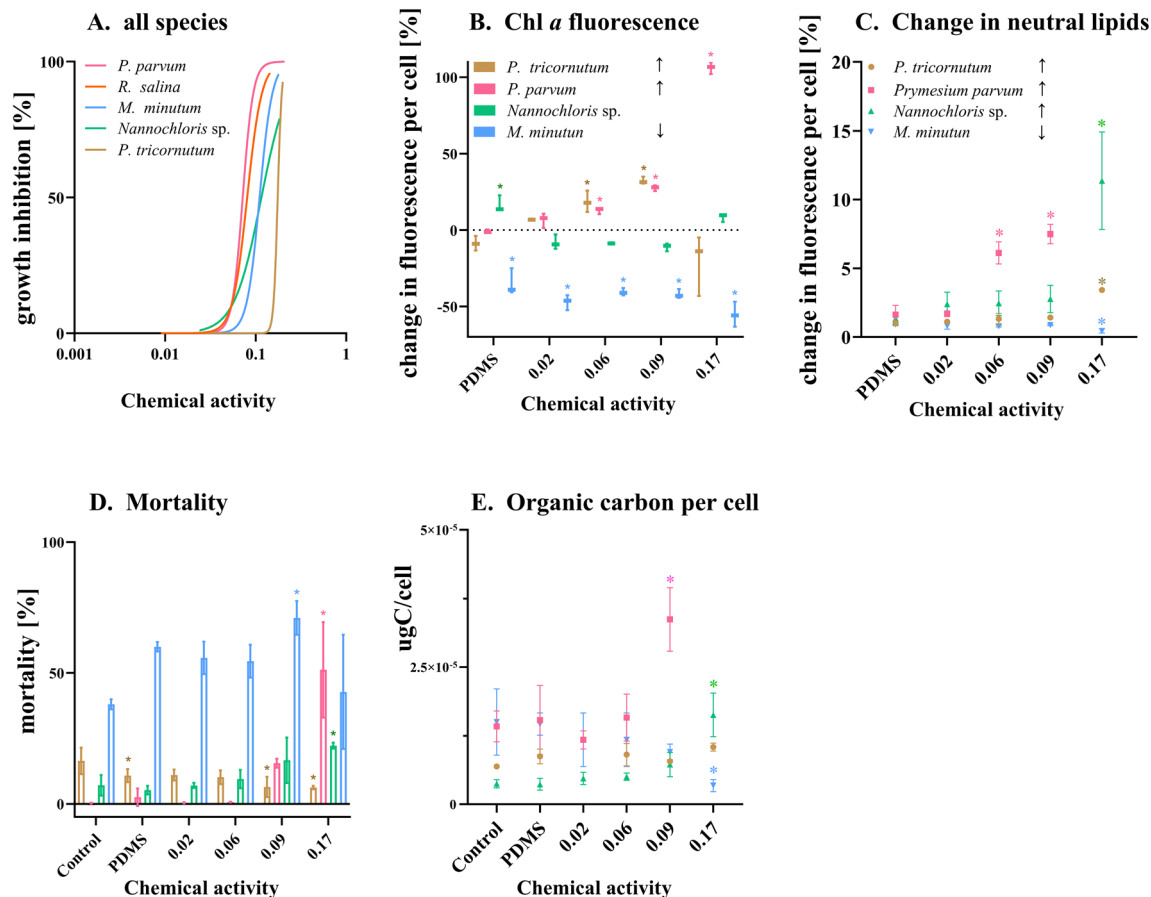 A. all species
growth inhibition [%]
100
50
0
0.001
0.01
0.1
1
Chemical activity
P. parvum
R. salina
M. minutum
Nannochloris sp.
P. tricornutum
B. Chl a fluorescence
change in fluorescence per cell [%]
100
50
0
-50
P. tricornutum ↑
P. parvum ↑
Nannochloris sp.
M. minutun ↓
* * * * * * * * * * * *
PDMS
0.02
0.06
0.09
0.17
Chemical activity
C. Change in neutral lipids
change in fluorescence per cell [%]
20
15
10
5
0
P. tricornutum ↑
Prymesium parvum ↑
Nannochloris sp. ↑
M. minutun ↓
* * * * *
PDMS
0.02
0.06
0.09
0.17
Chemical activity
D. Mortality
mortality [%]
100
50
0
* * * * * *
Control
PDMS
0.02
0.06
0.09
0.17
Chemical activity
E. Organic carbon per cell
ugC/cell
5×10⁻⁵
2.5×10⁻⁵
0
* * *
Control
PDMS
0.02
0.06
0.09
0.17
Chemical activity